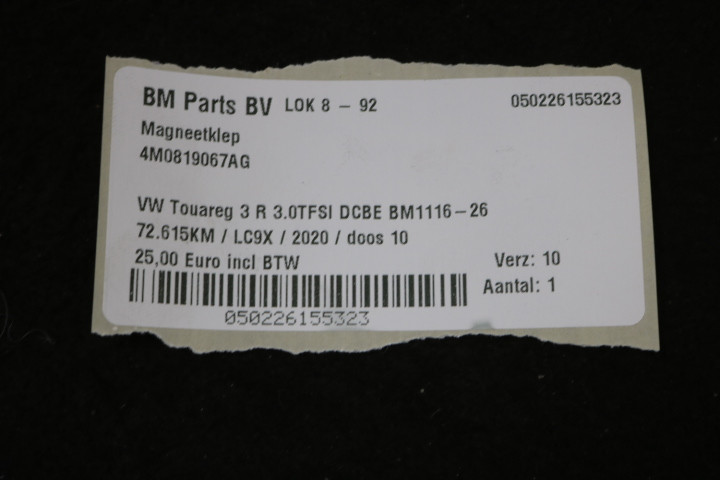 BM Parts BV LOK 8 - 92 050226155323
Magneetklep
4M0819067AG
VW Touareg 3 R 3.0TFSI DCBE BM1116-26
72.615KM / LC9X / 2020 / doos 10
25,00 Euro incl BTW Verz: 10
Aantal: 1
050226155323